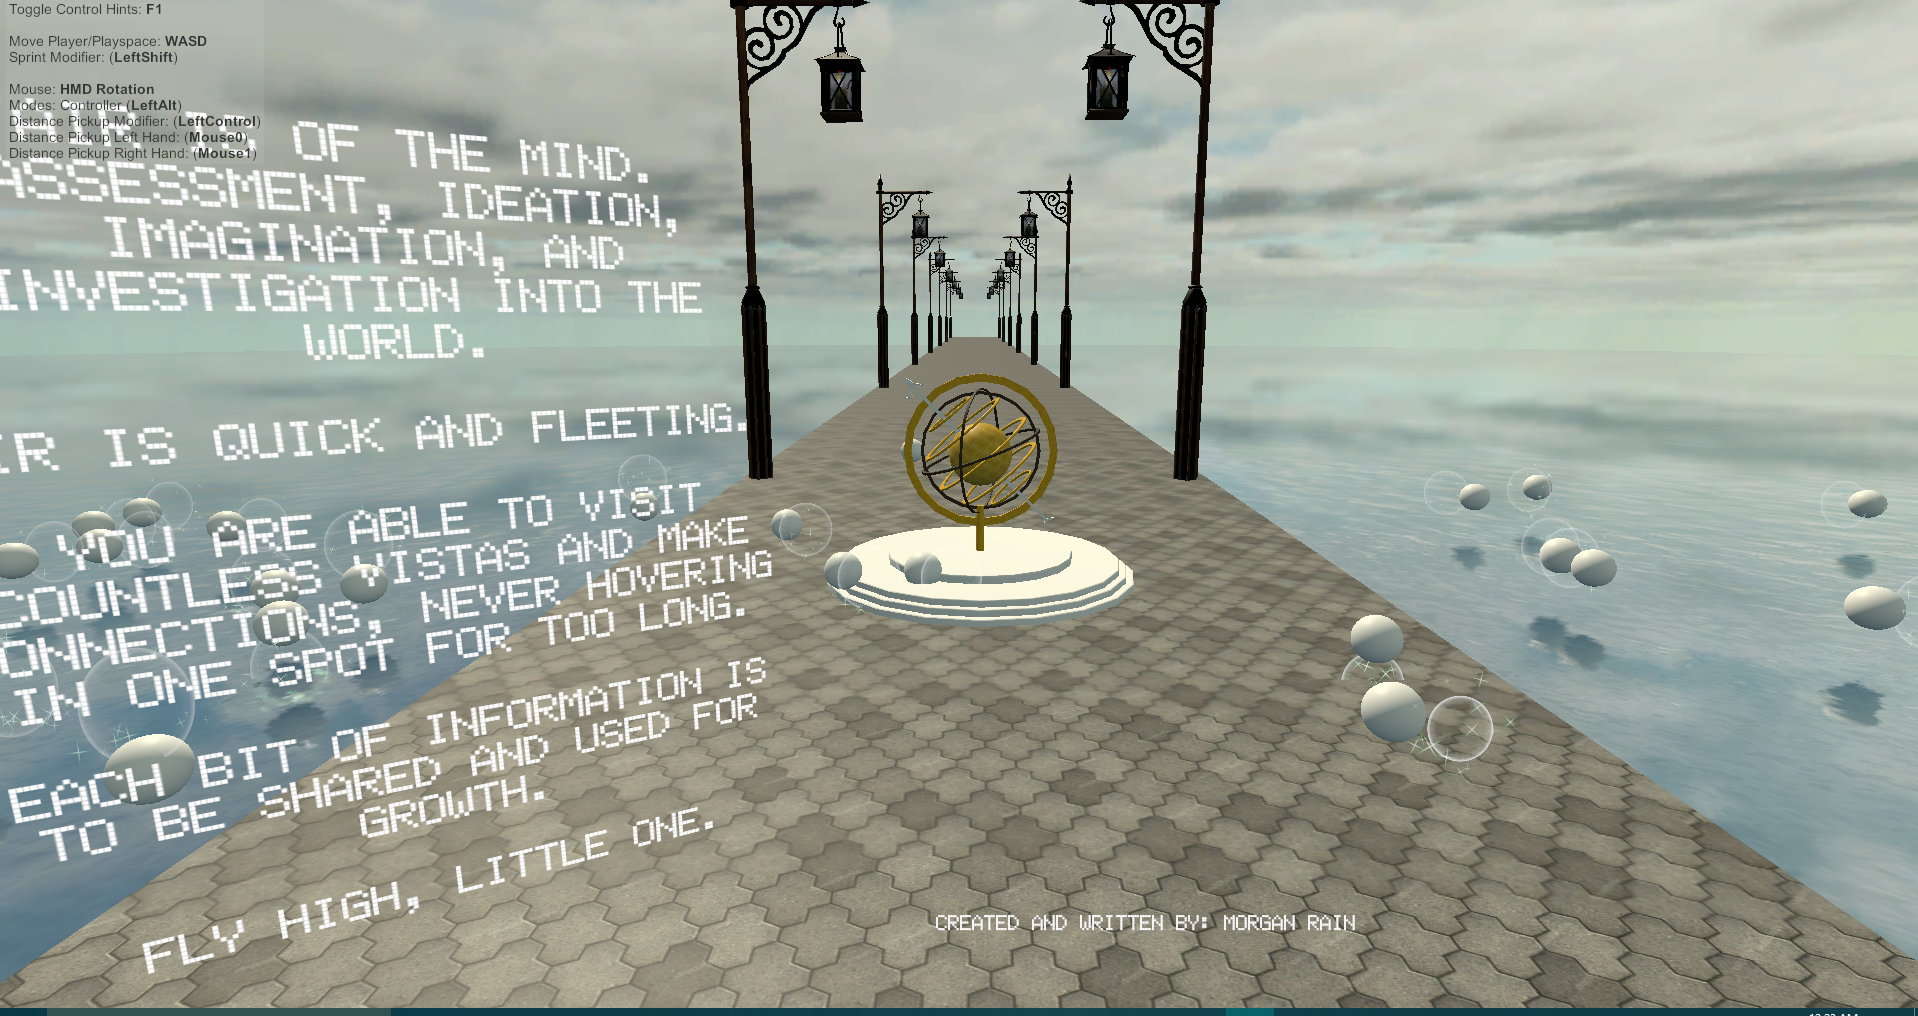 Toggle Control Hints: F1
Move Player/Playspace: WASD
Sprint Modifier: (LeftShift)
Mouse: HMD Rotation
Modes: Controller (LeftAlt)
Distance Pickup Modifier: (LeftControl)
Distance Pickup Left Hand: (Mouse0)
Distance Pickup Right Hand: (Mouse1)
AIR IS OF THE MIND.
ASSESSMENT, IDEATION,
IMAGINATION, AND
INVESTIGATION INTO THE
WORLD.
IS QUICK AND FLEETING.
YOU ARE ABLE TO VISIT
COUNTLESS VISTAS AND MAKE
CONNECTIONS, NEVER HOVERING
IN ONE SPOT FOR TOO LONG.
EACH BIT OF INFORMATION IS
TO BE SHARED AND USED FOR
GROWTH.
FLY HIGH, LITTLE ONE.
CREATED AND WRITTEN BY: MORGAN RAIN